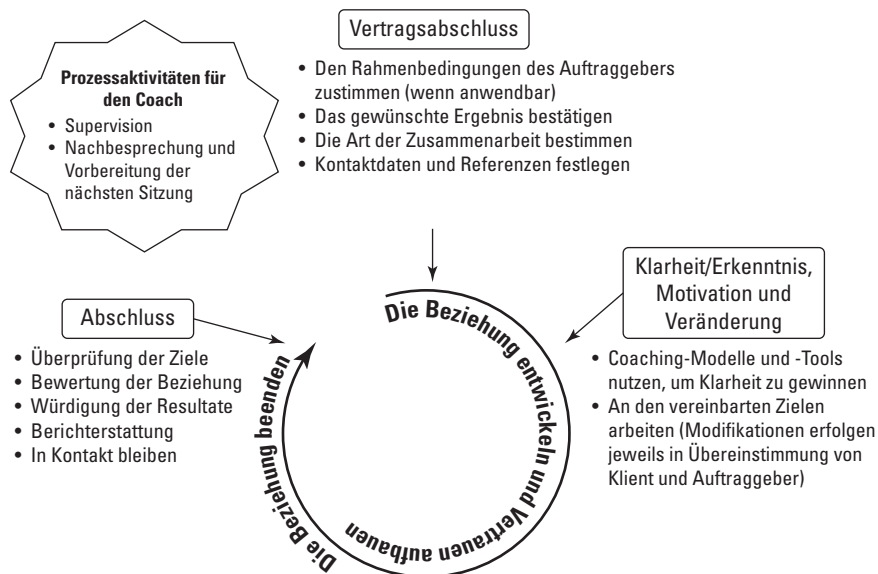 Prozessaktivitäten für
den Coach
• Supervision
• Nachbesprechung und
Vorbereitung der
nächsten Sitzung
Vertragsabschluss
• Den Rahmenbedingungen des Auftraggebers
zustimmen (wenn anwendbar)
• Das gewünschte Ergebnis bestätigen
• Die Art der Zusammenarbeit bestimmen
• Kontaktdaten und Referenzen festlegen
Klarheit/Erkenntnis,
Motivation und
Veränderung
• Coaching-Modelle und -Tools
nutzen, um Klarheit zu gewinnen
• An den vereinbarten Zielen
arbeiten (Modifikationen erfolgen
jeweils in Übereinstimmung von
Klient und Auftraggeber)
Die Beziehung entwickeln und Vertrauen aufbauen
Die Beziehung beenden
Abschluss
• Überprüfung der Ziele
• Bewertung der Beziehung
• Würdigung der Resultate
• Berichterstattung
• In Kontakt bleiben